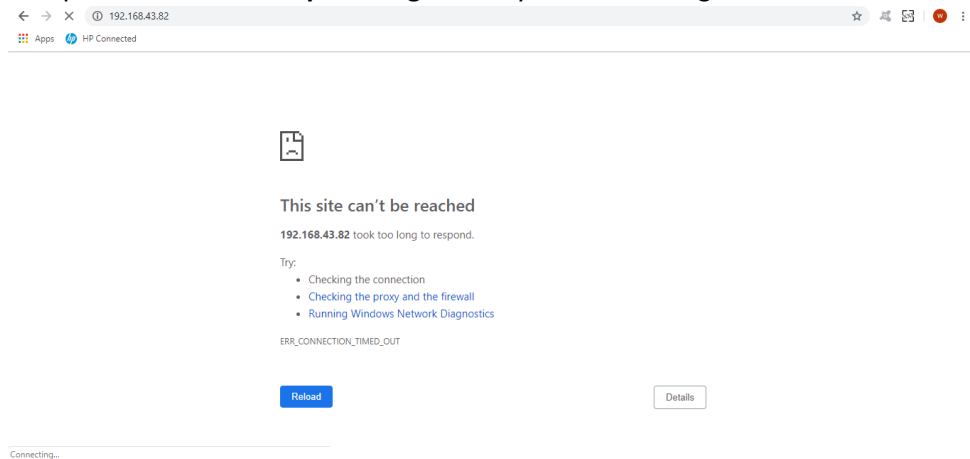 192.168.43.82
Apps HP Connected
This site can't be reached
192.168.43.82 took too long to respond.
Try:
• Checking the connection
• Checking the proxy and the firewall
• Running Windows Network Diagnostics
ERR_CONNECTION_TIMED_OUT
Reload Details
Connecting...